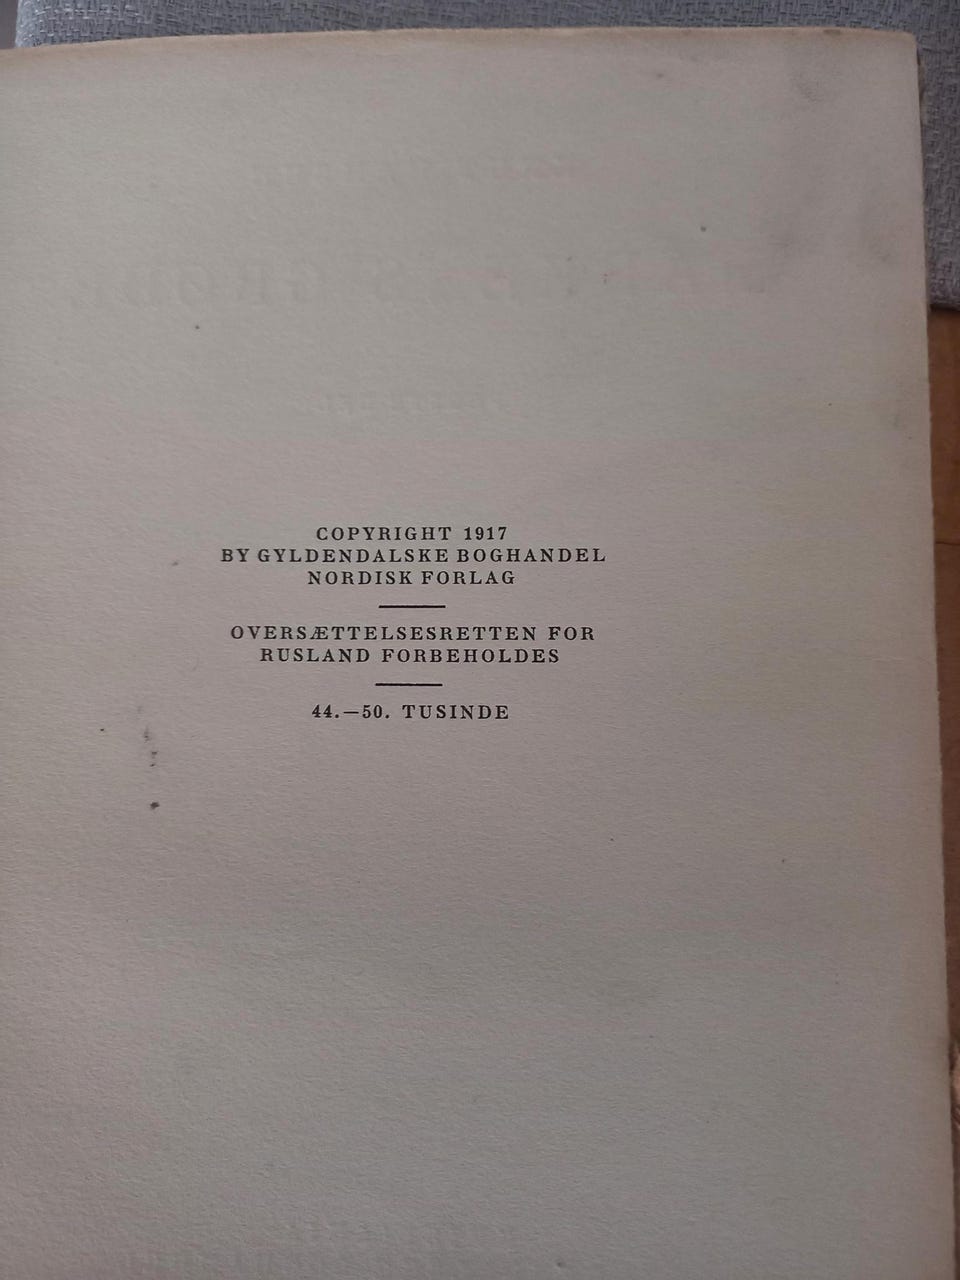 COPYRIGHT 1917
BY GYLDENDALSKE BOGHANDEL
NORDISK FORLAG
OVERSÆTTELSESRETTEN FOR
RUSLAND FORBEHOLDES
44.—50. TUSINDE